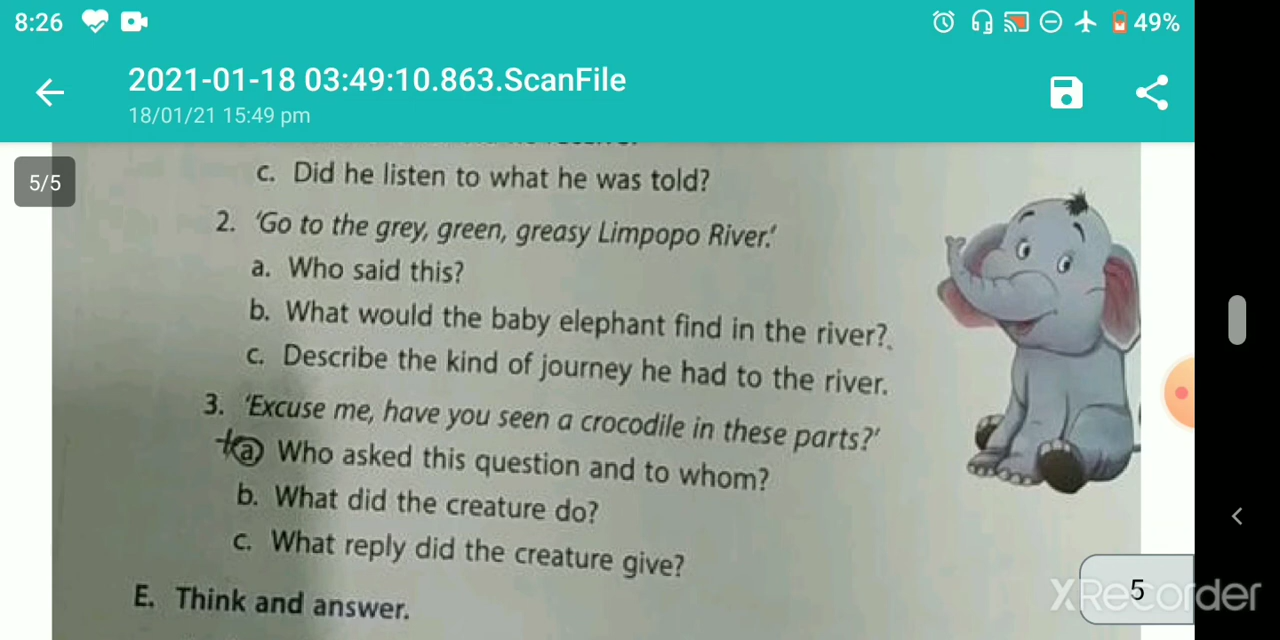 8:26 49%
2021-01-18 03:49:10.863.ScanFile
18/01/21 15:49 pm
5/5
c. Did he listen to what he was told?
2. 'Go to the grey, green, greasy Limpopo River.'
a. Who said this?
b. What would the baby elephant find in the river?
c. Describe the kind of journey he had to the river.
3. 'Excuse me, have you seen a crocodile in these parts?'
a Who asked this question and to whom?
b. What did the creature do?
c. What reply did the creature give?
E. Think and answer.
5
XRecorder